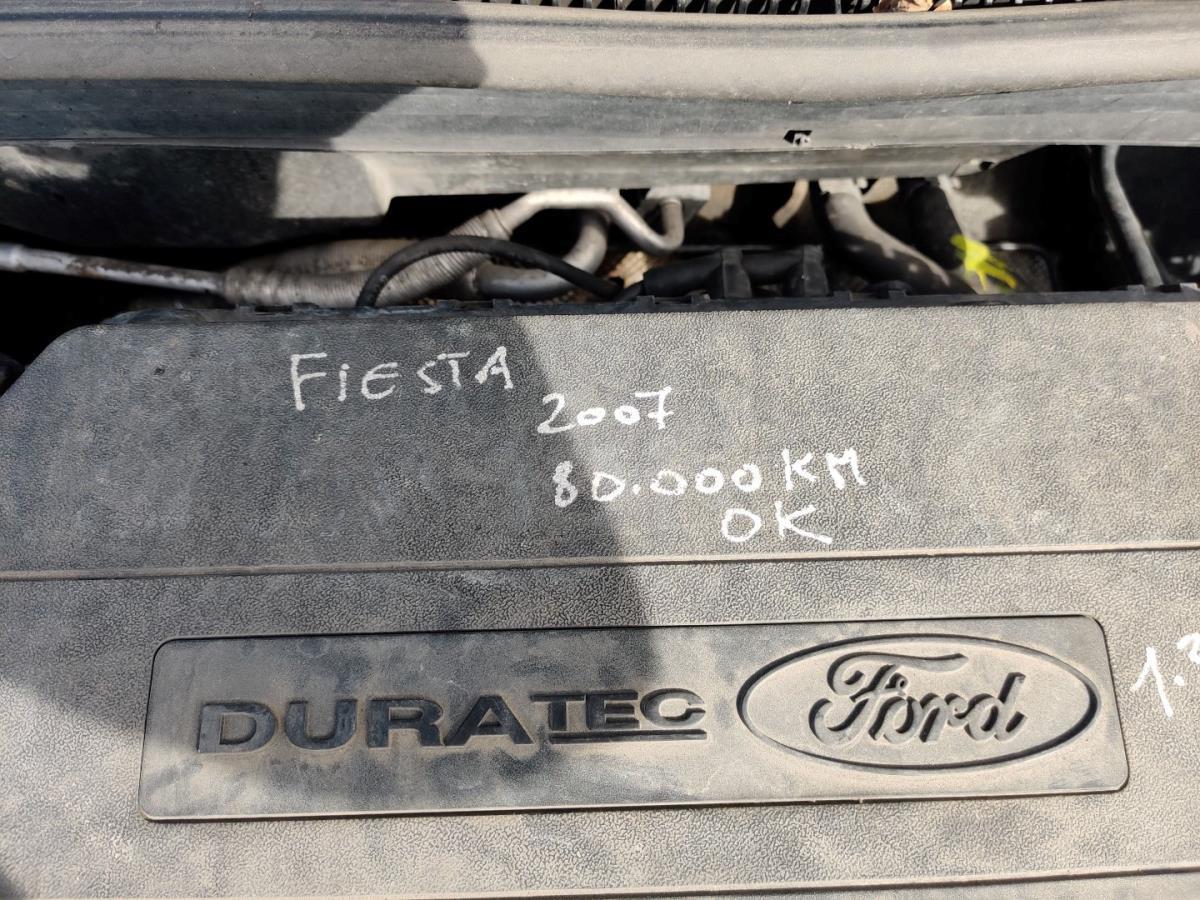 FIESTA
2007
80.000 KM
OK
DURATEC Ford